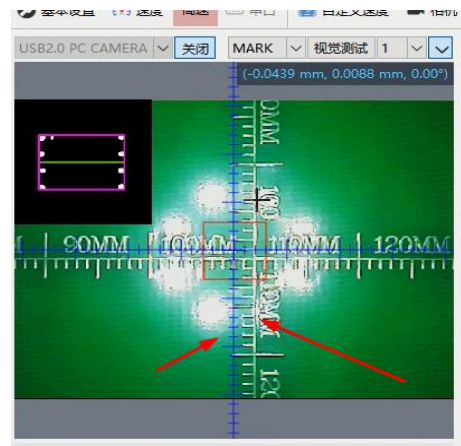 基本设置 速度 高速 串口 自定义速度 相机
USB2.0 PC CAMERA 关闭 MARK 视觉测试 1
(-0.0439 mm, 0.0088 mm, 0.00°)
90MM 100MM 110MM 120MM